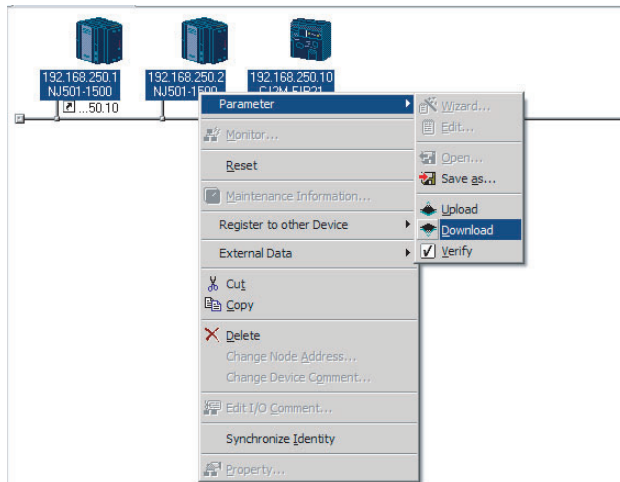 192.168.250.1
NJ501-1500
...50.10
192.168.250.2
NJ501-1500
192.168.250.10
CJ2M-EIP21
Parameter
Monitor...
Reset
Maintenance Information...
Register to other Device
External Data
Cut
Copy
Delete
Change Node Address...
Change Device Comment...
Edit I/O Comment...
Synchronize Identity
Property...
Wizard...
Edit...
Open...
Save as...
Upload
Download
Verify